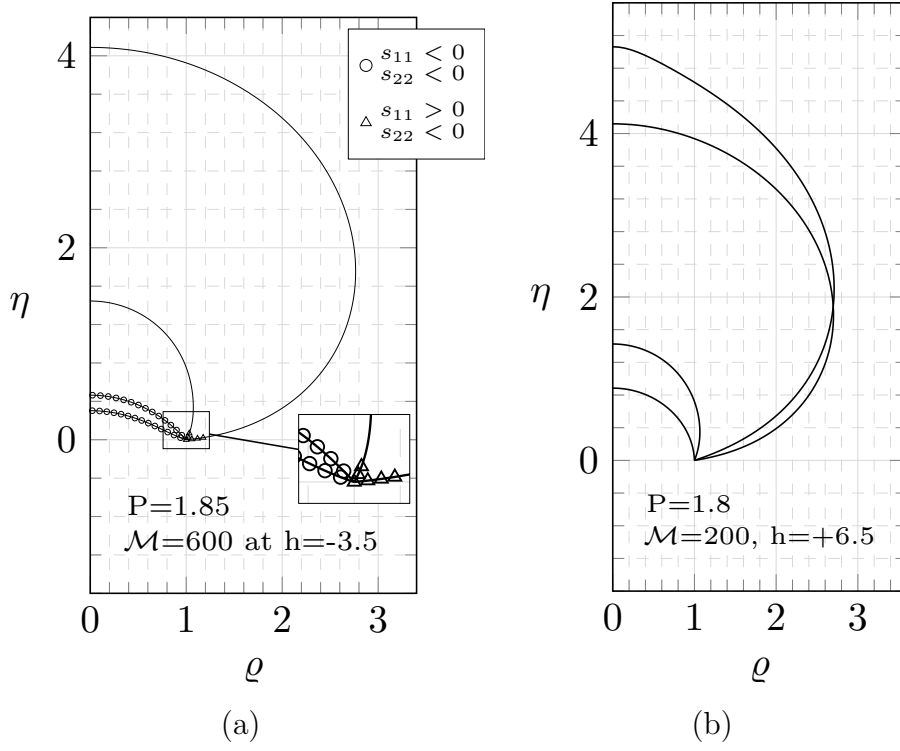 4
2
0
η
s₁₁ < 0
s₂₂ < 0
s₁₁ > 0
s₂₂ < 0
P=1.85
ℳ=600 at h=-3.5
0
1
2
3
ϱ
(a)
4
2
0
η
P=1.8
ℳ=200, h=+6.5
0
1
2
3
ϱ
(b)